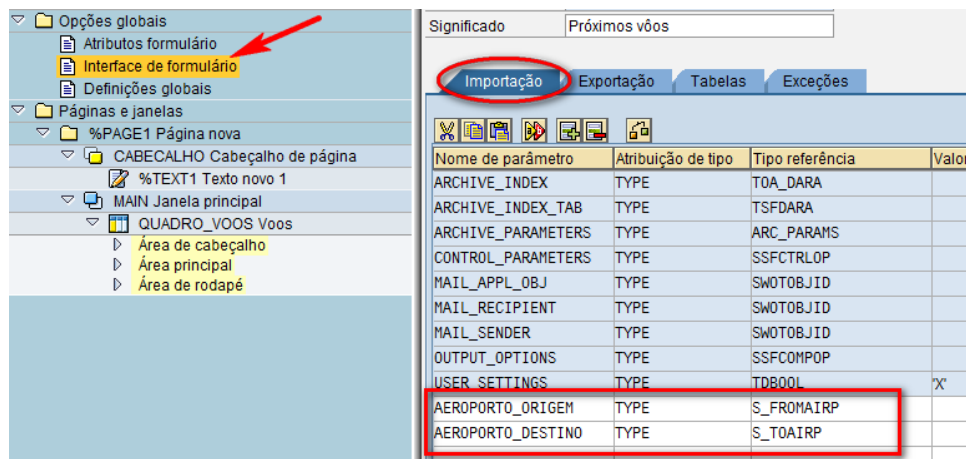 Opções globais
Atributos formulário
Interface de formulário
Definições globais
Páginas e janelas
%PAGE1 Página nova
CABECALHO Cabeçalho de página
%TEXT1 Texto novo 1
MAIN Janela principal
QUADRO_VOOS Voos
Área de cabeçalho
Área principal
Área de rodapé
Significado Próximos vôos
Importação Exportação Tabelas Exceções
Nome de parâmetro Atribuição de tipo Tipo referência Valor
ARCHIVE_INDEX TYPE TOA_DARA
ARCHIVE_INDEX_TAB TYPE TSFDARA
ARCHIVE_PARAMETERS TYPE ARC_PARAMS
CONTROL_PARAMETERS TYPE SSFCTRLOP
MAIL_APPL_OBJ TYPE SWOTOBJID
MAIL_RECIPIENT TYPE SWOTOBJID
MAIL_SENDER TYPE SWOTOBJID
OUTPUT_OPTIONS TYPE SSFCOMPOP
USER_SETTINGS TYPE TDBOOL 'X'
AEROPORTO_ORIGEM TYPE S_FROMAIRP
AEROPORTO_DESTINO TYPE S_TOAIRP